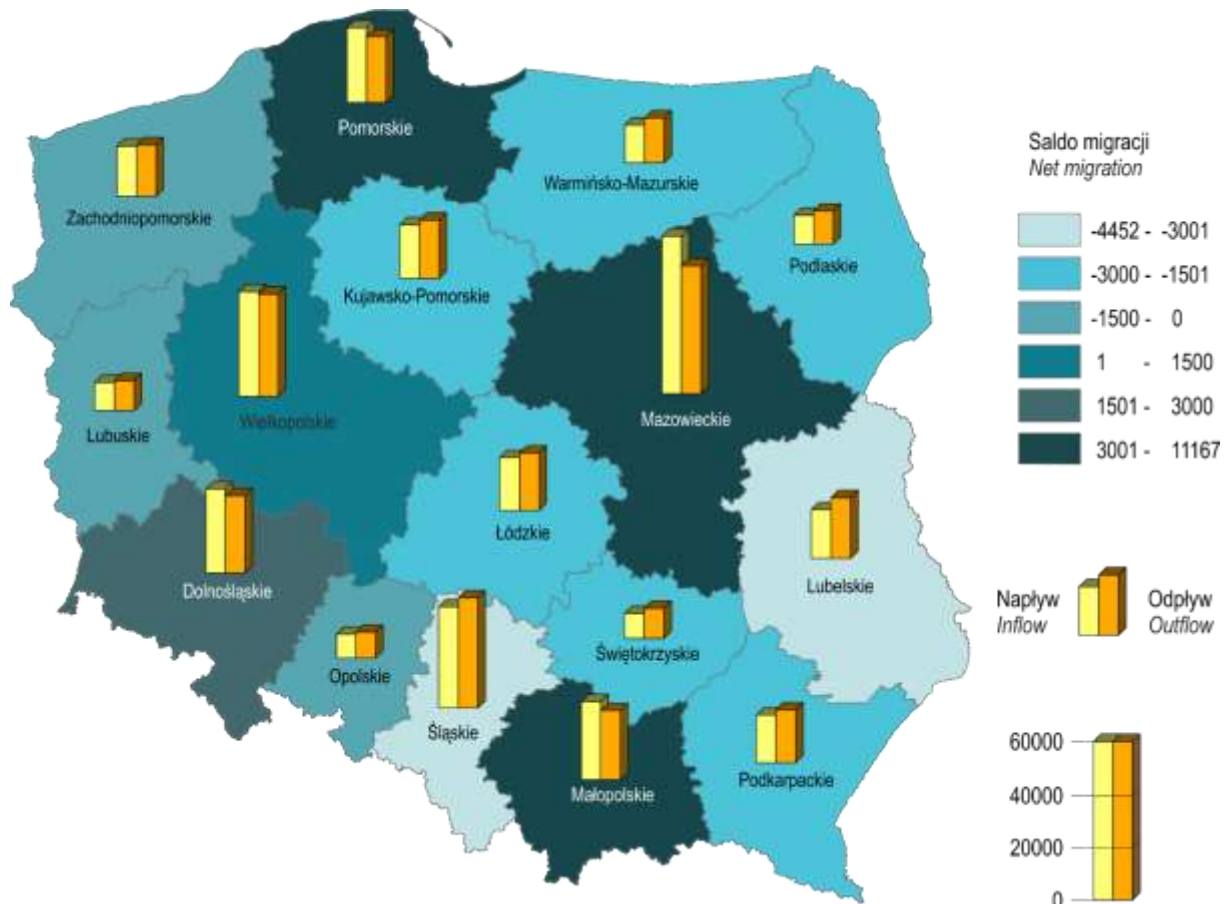 Pomorskie
Warmińsko-Mazurskie
Zachodniopomorskie
Podlaskie
Kujawsko-Pomorskie
Mazowieckie
Wielkopolskie
Lubuskie
Łódzkie
Lubelskie
Dolnośląskie
Świętokrzyskie
Opolskie
Śląskie
Podkarpackie
Małopolskie
Saldo migracji
Net migration
-4452 - -3001
-3000 - -1501
-1500 - 0
1 - 1500
1501 - 3000
3001 - 11167
Napływ Odpływ
Inflow Outflow
60000
40000
20000
0